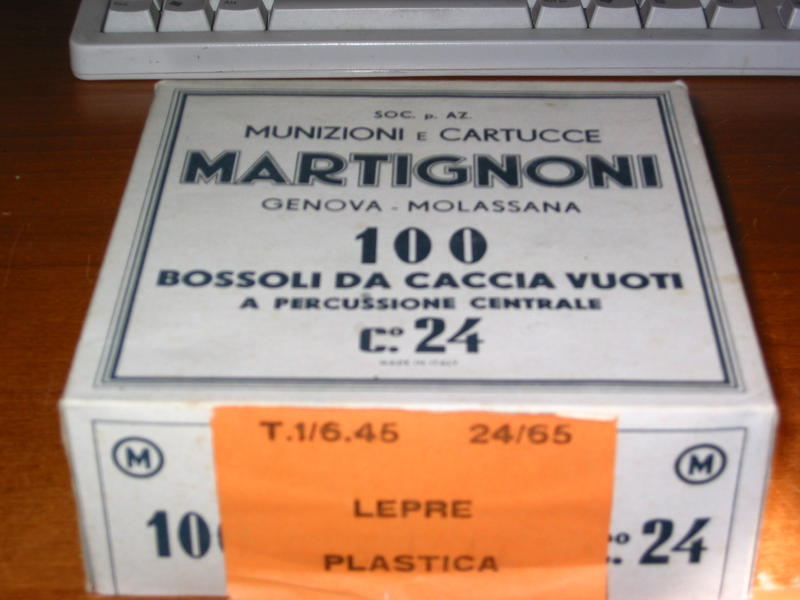 SOC. p. AZ.
MUNIZIONI E CARTUCCE
MARTIGNONI
GENOVA - MOLASSANA
100
BOSSOLI DA CACCIA VUOTI
A PERCUSSIONE CENTRALE
C.º 24
MADE IN ITALY
T.1/6.45 24/65
M
M
LEPRE
100
C.º 24
PLASTICA